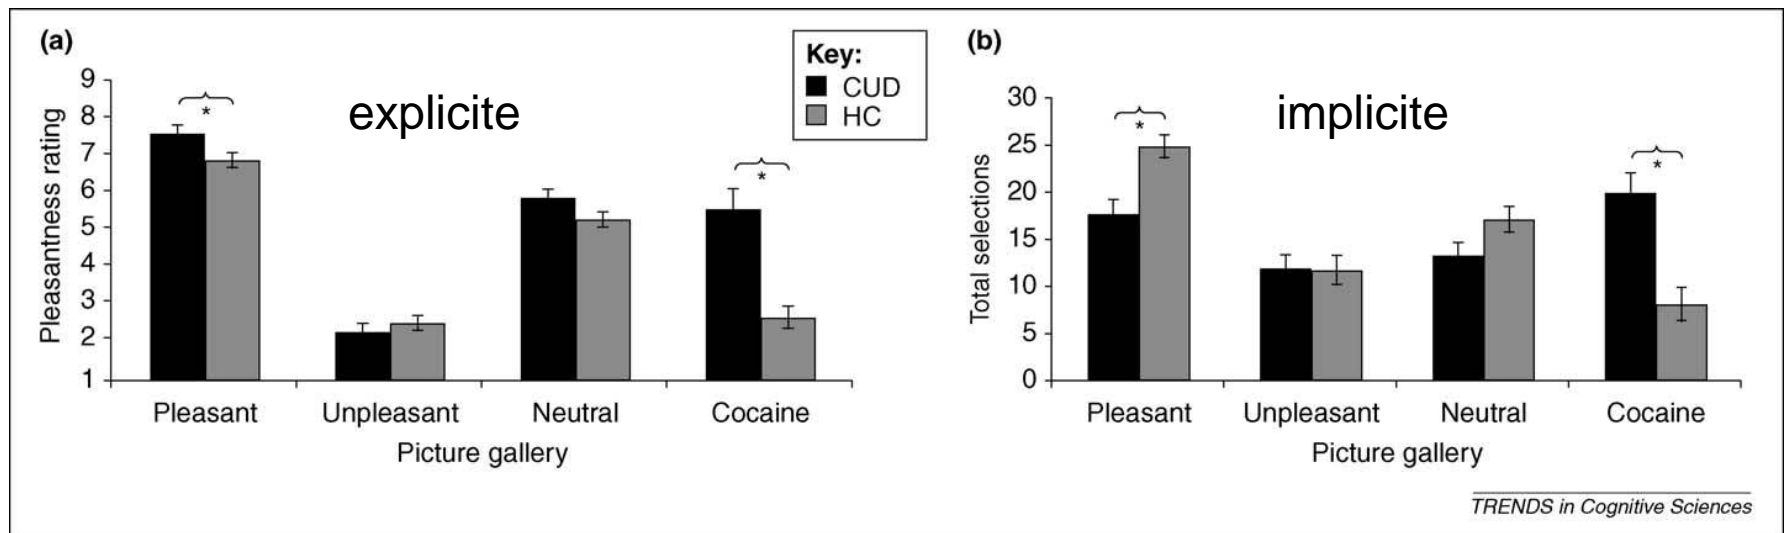 (a)
Key:
CUD
HC
explicite
Pleasantness rating
9
8
7
6
5
4
3
2
1
*
*
Pleasant Unpleasant Neutral Cocaine
Picture gallery
(b)
implicite
Total selections
30
25
20
15
10
5
0
*
*
Pleasant Unpleasant Neutral Cocaine
Picture gallery
TRENDS in Cognitive Sciences